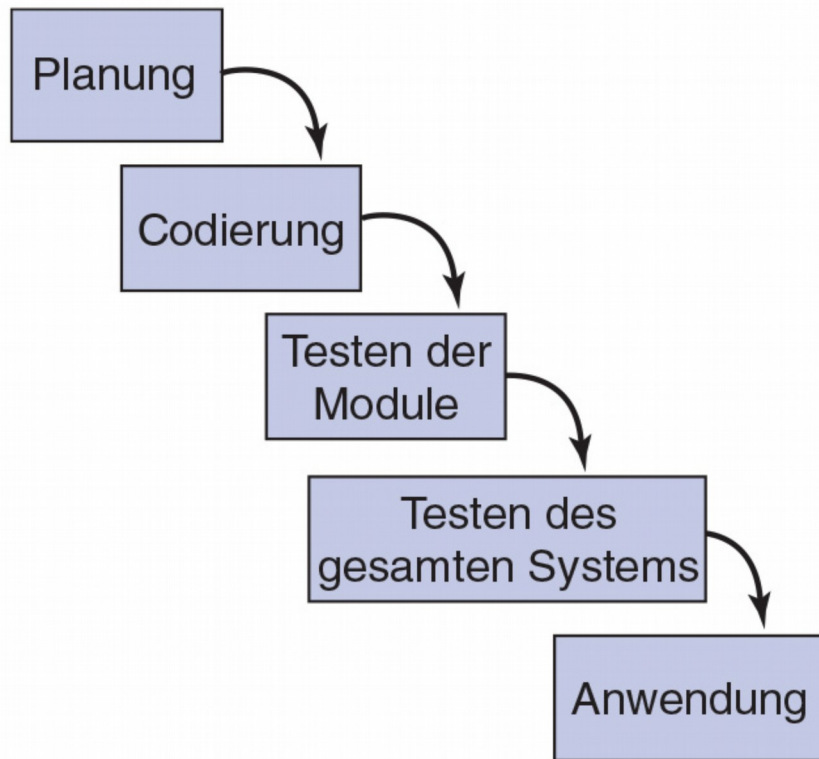 Planung
Codierung
Testen der
Module
Testen des
gesamten Systems
Anwendung